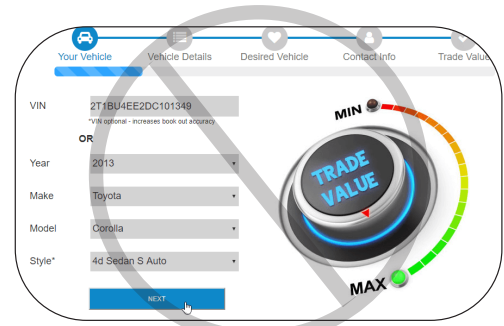 Your Vehicle
Vehicle Details
Desired Vehicle
Contact Info
Trade Value
VIN
2T1BU4EE2DC101349
*VIN optional - increases book out accuracy
OR
Year
2013
Make
Toyota
Model
Corolla
Style*
4d Sedan S Auto
NEXT
MIN
TRADE
VALUE
MAX